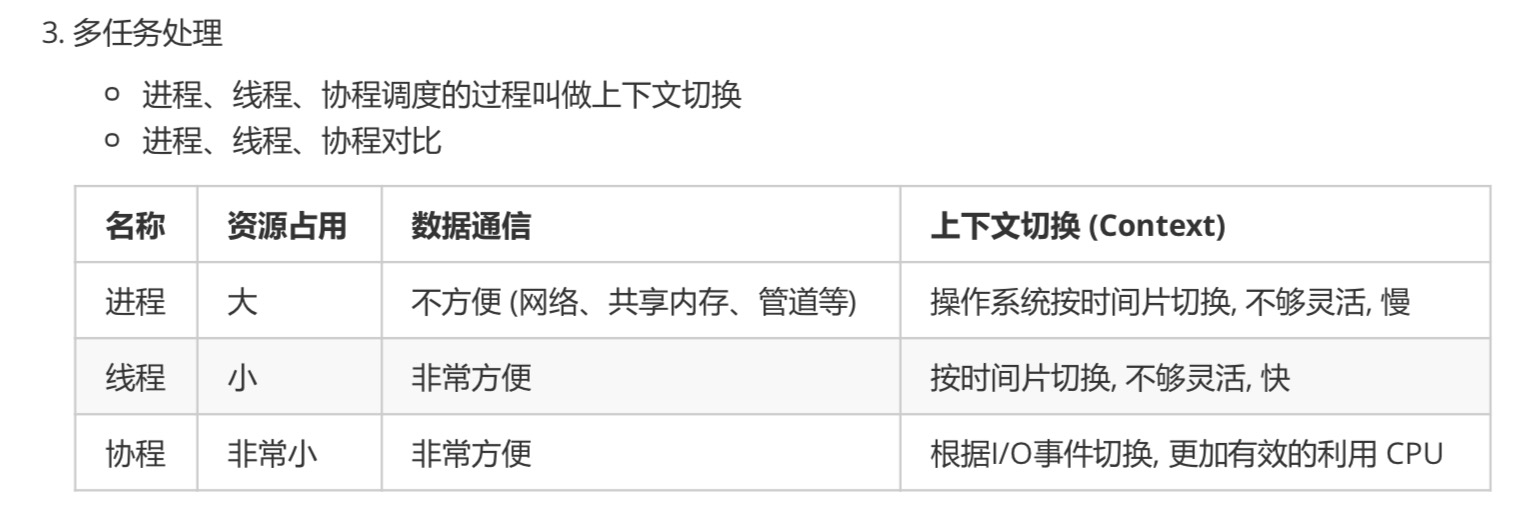 3. 多任务处理
进程、线程、协程调度的过程叫做上下文切换
进程、线程、协程对比
名称 资源占用 数据通信 上下文切换 (Context)
进程 大 不方便 (网络、共享内存、管道等) 操作系统按时间片切换, 不够灵活, 慢
线程 小 非常方便 按时间片切换, 不够灵活, 快
协程 非常小 非常方便 根据I/O事件切换, 更加有效的利用 CPU